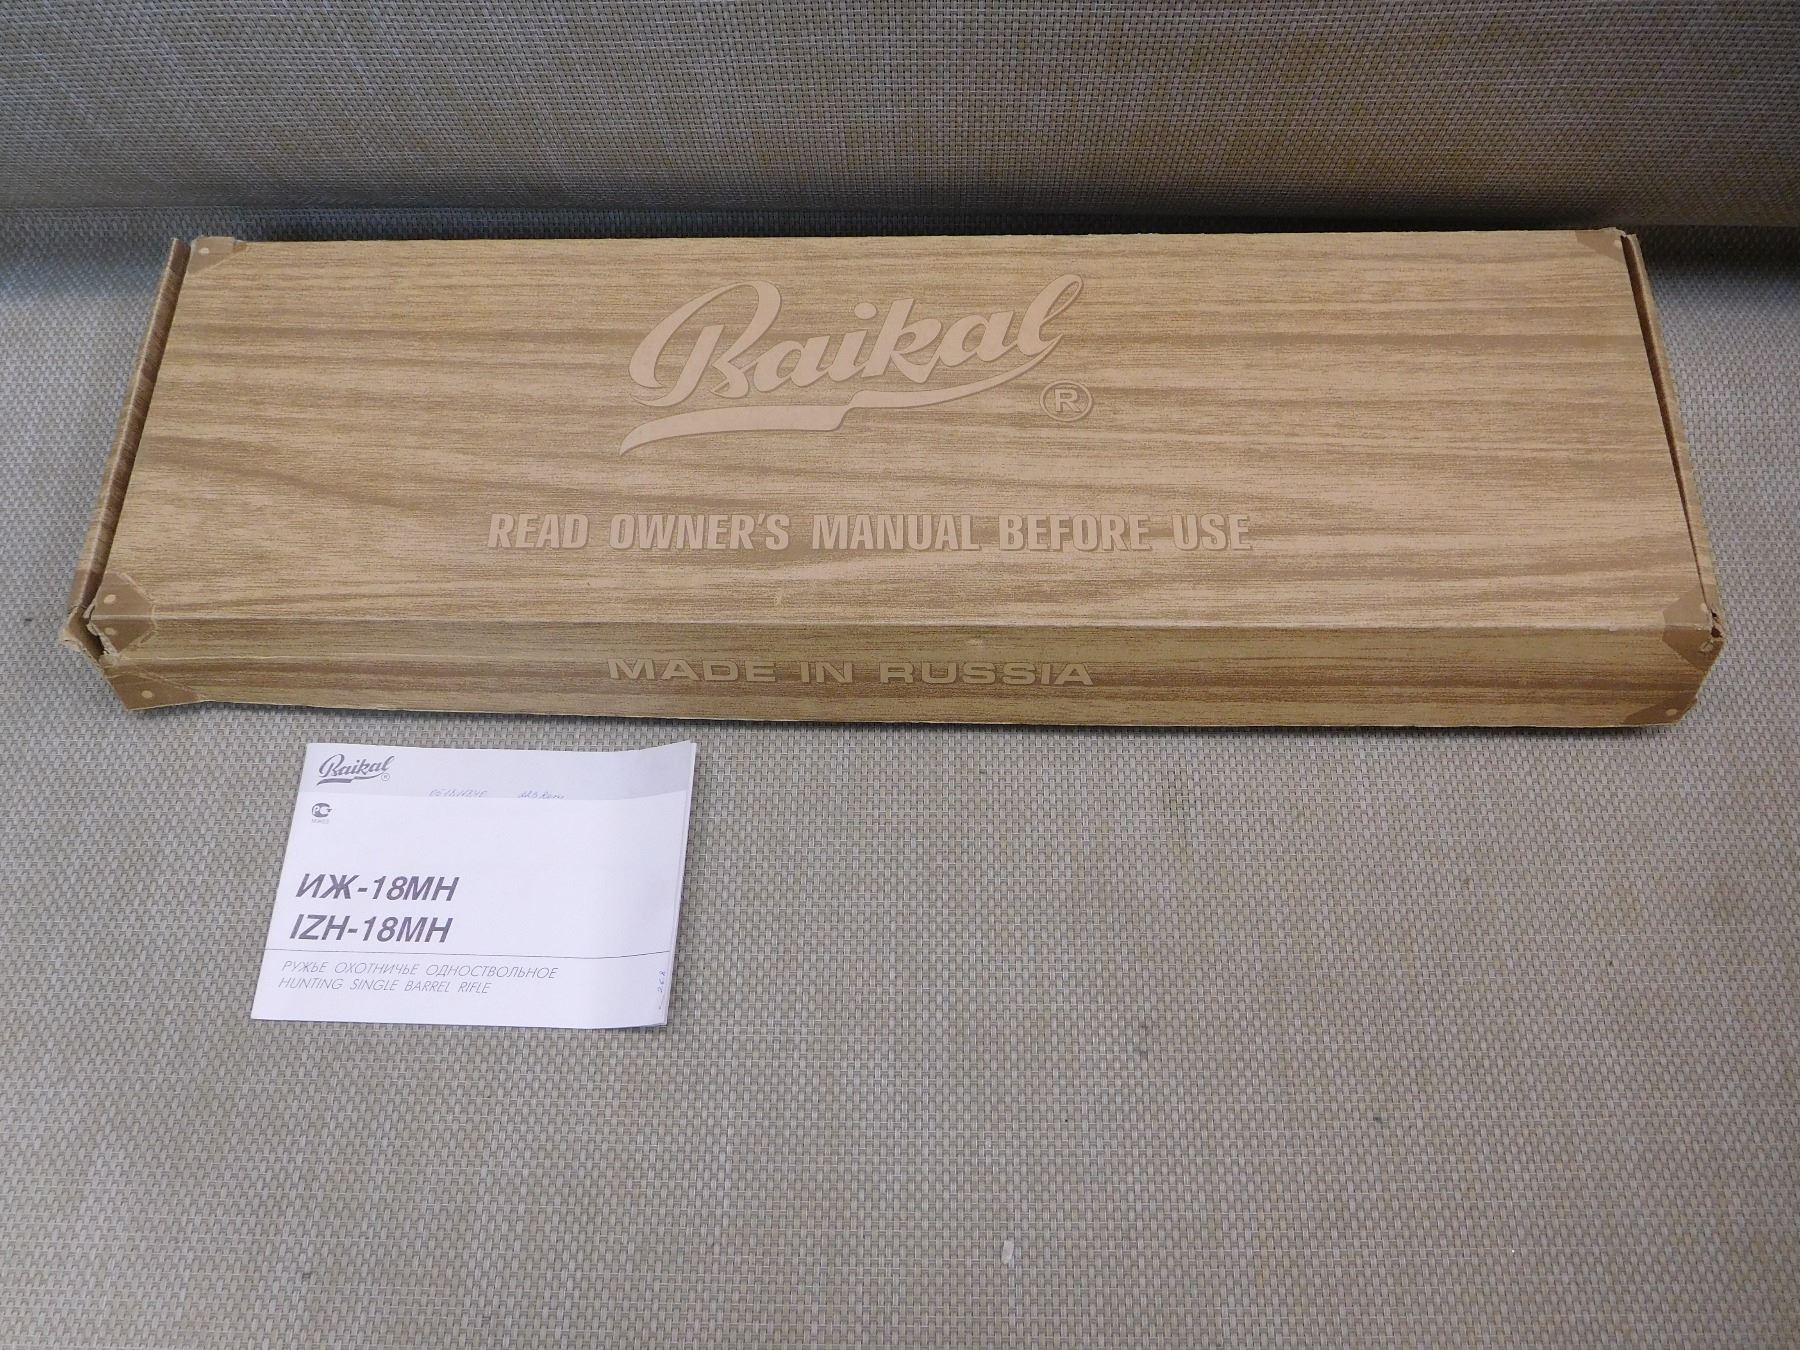 Baikal
®
READ OWNER'S MANUAL BEFORE USE
MADE IN RUSSIA
Baikal ®
ИЖ-18МН
IZH-18MH
РУЖЬЕ ОХОТНИЧЬЕ ОДНОСТВОЛЬНОЕ
HUNTING SINGLE BARREL RIFLE